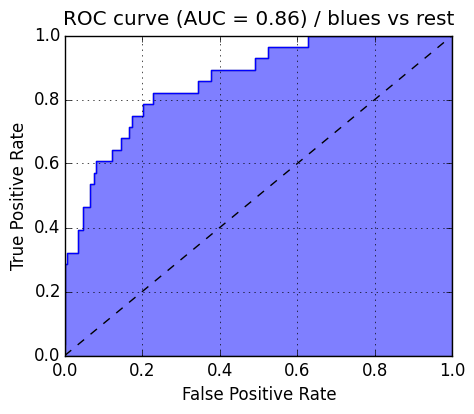 ROC curve (AUC = 0.86) / blues vs rest
1.0
0.8
0.6
0.4
0.2
0.0
True Positive Rate
0.0 0.2 0.4 0.6 0.8 1.0
False Positive Rate